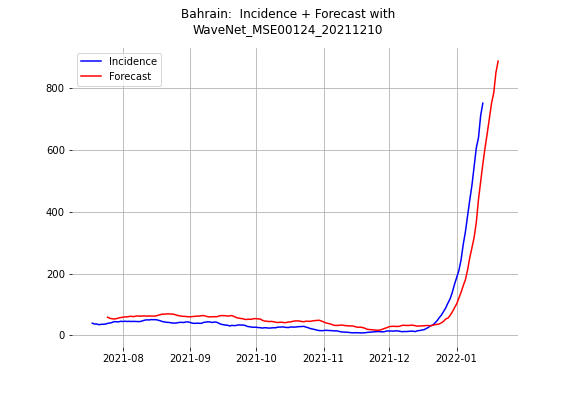 Bahrain:  Incidence + Forecast with
WaveNet_MSE00124_20211210
Incidence
Forecast
800
600
400
200
0
2021-08 2021-09 2021-10 2021-11 2021-12 2022-01